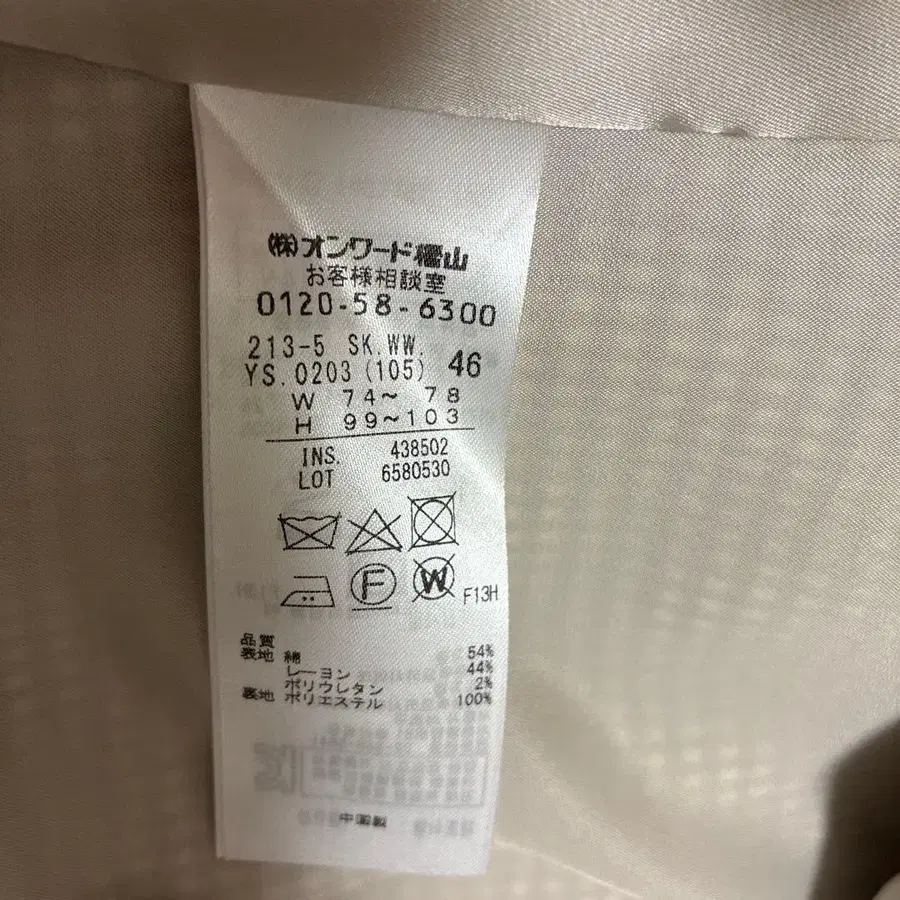 ㈱オンワード樫山
お客様相談室
0120-58-6300
213-5 SK.WW.
YS.0203(105) 46
W 74~ 78
H 99~103
INS. 438502
LOT 6580530
F
W
F13H
品質
表地 綿 54%
レーヨン 44%
ポリウレタン 2%
裏地 ポリエステル 100%
中国製